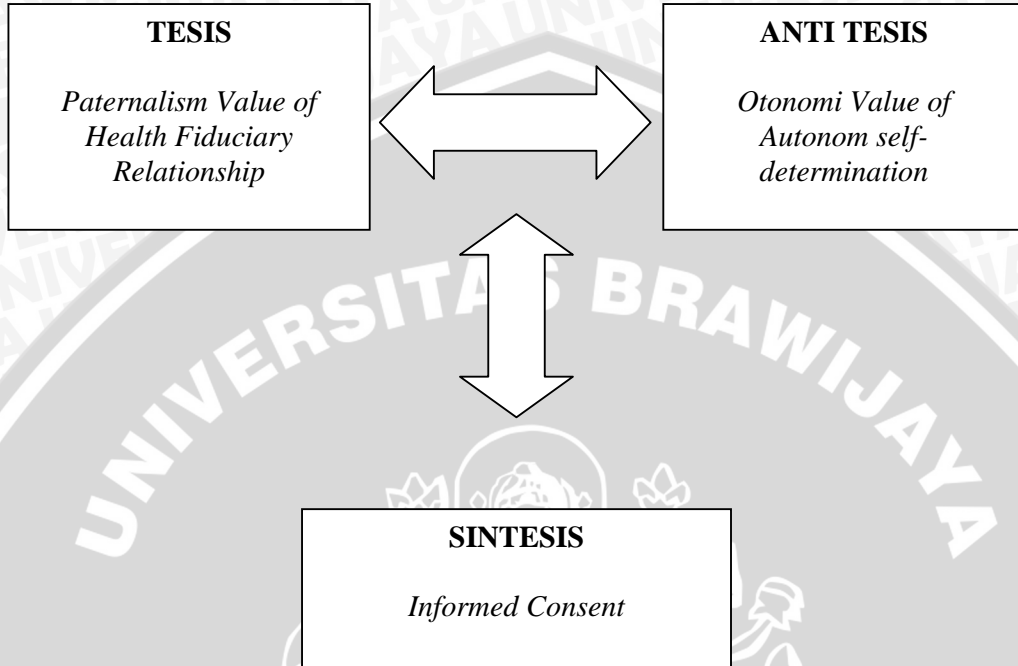 TESIS
Paternalism Value of
Health Fiduciary
Relationship
ANTI TESIS
Otonomi Value of
Autonom self-
determination
UNIVERSITAS BRAWIJAYA
SINTESIS
Informed Consent